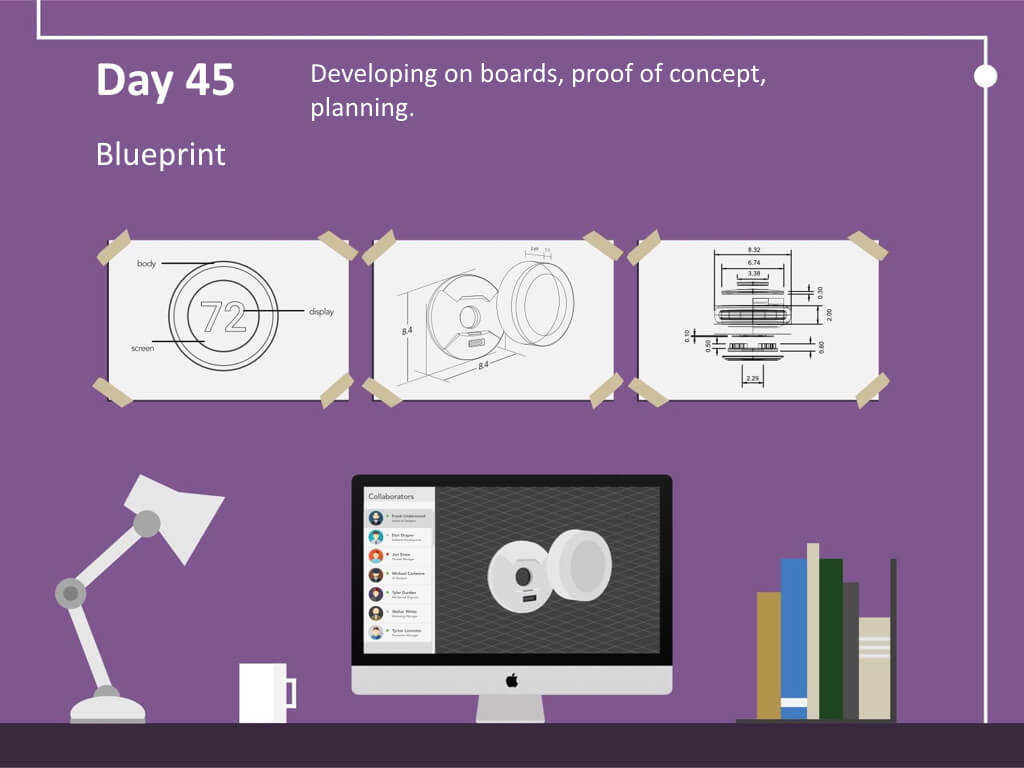 Day 45
Developing on boards, proof of concept,
planning.
Blueprint
body
72
display
screen
8.4
8.4
8.32
6.74
3.38
0.30
2.00
0.10
0.50
0.80
2.29
Collaborators
Frank Underwood
Don Draper
Jon Snow
Michael Corleone
Tyler Durden
Walter White
Tyrion Lannister